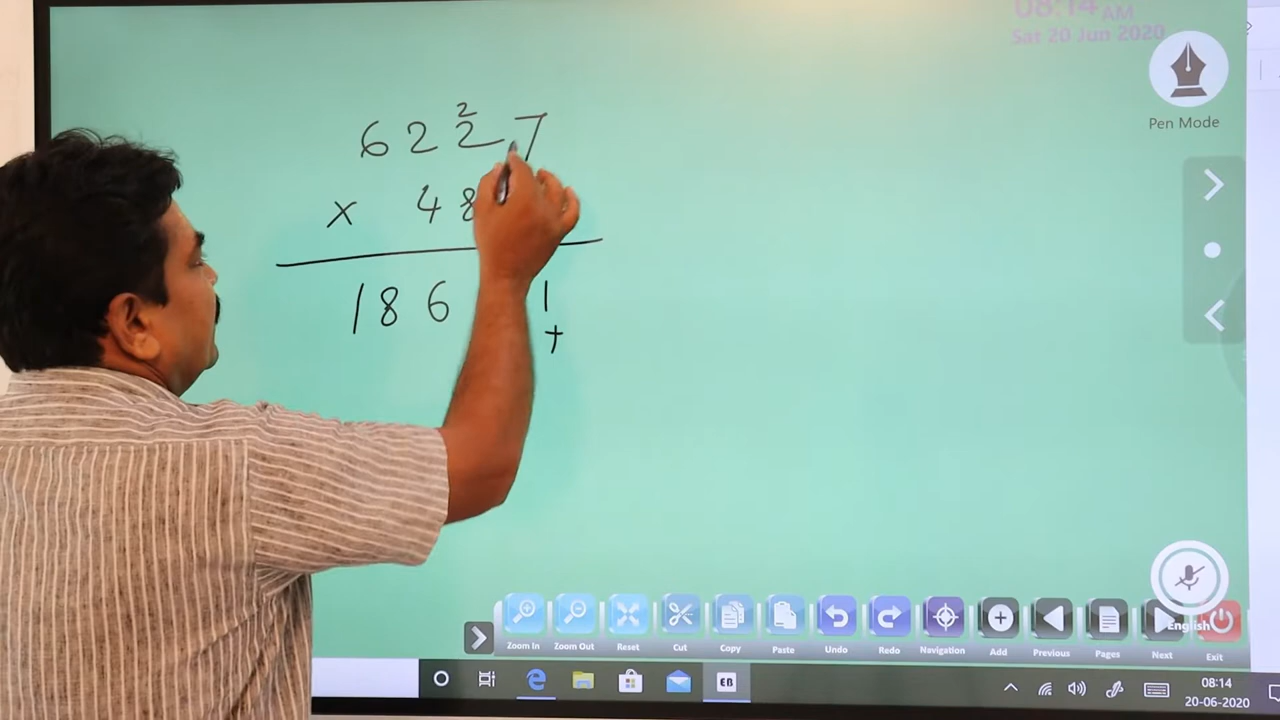 08:14 AM
Sat 20 Jun 2020
Pen Mode
2
6 2 2 7
x 4 8
1 8 6 1
+
Zoom In Zoom Out Reset Cut Copy Paste Undo Redo Navigation Add Previous Pages Next Exit
English
EB
08:14
20-06-2020